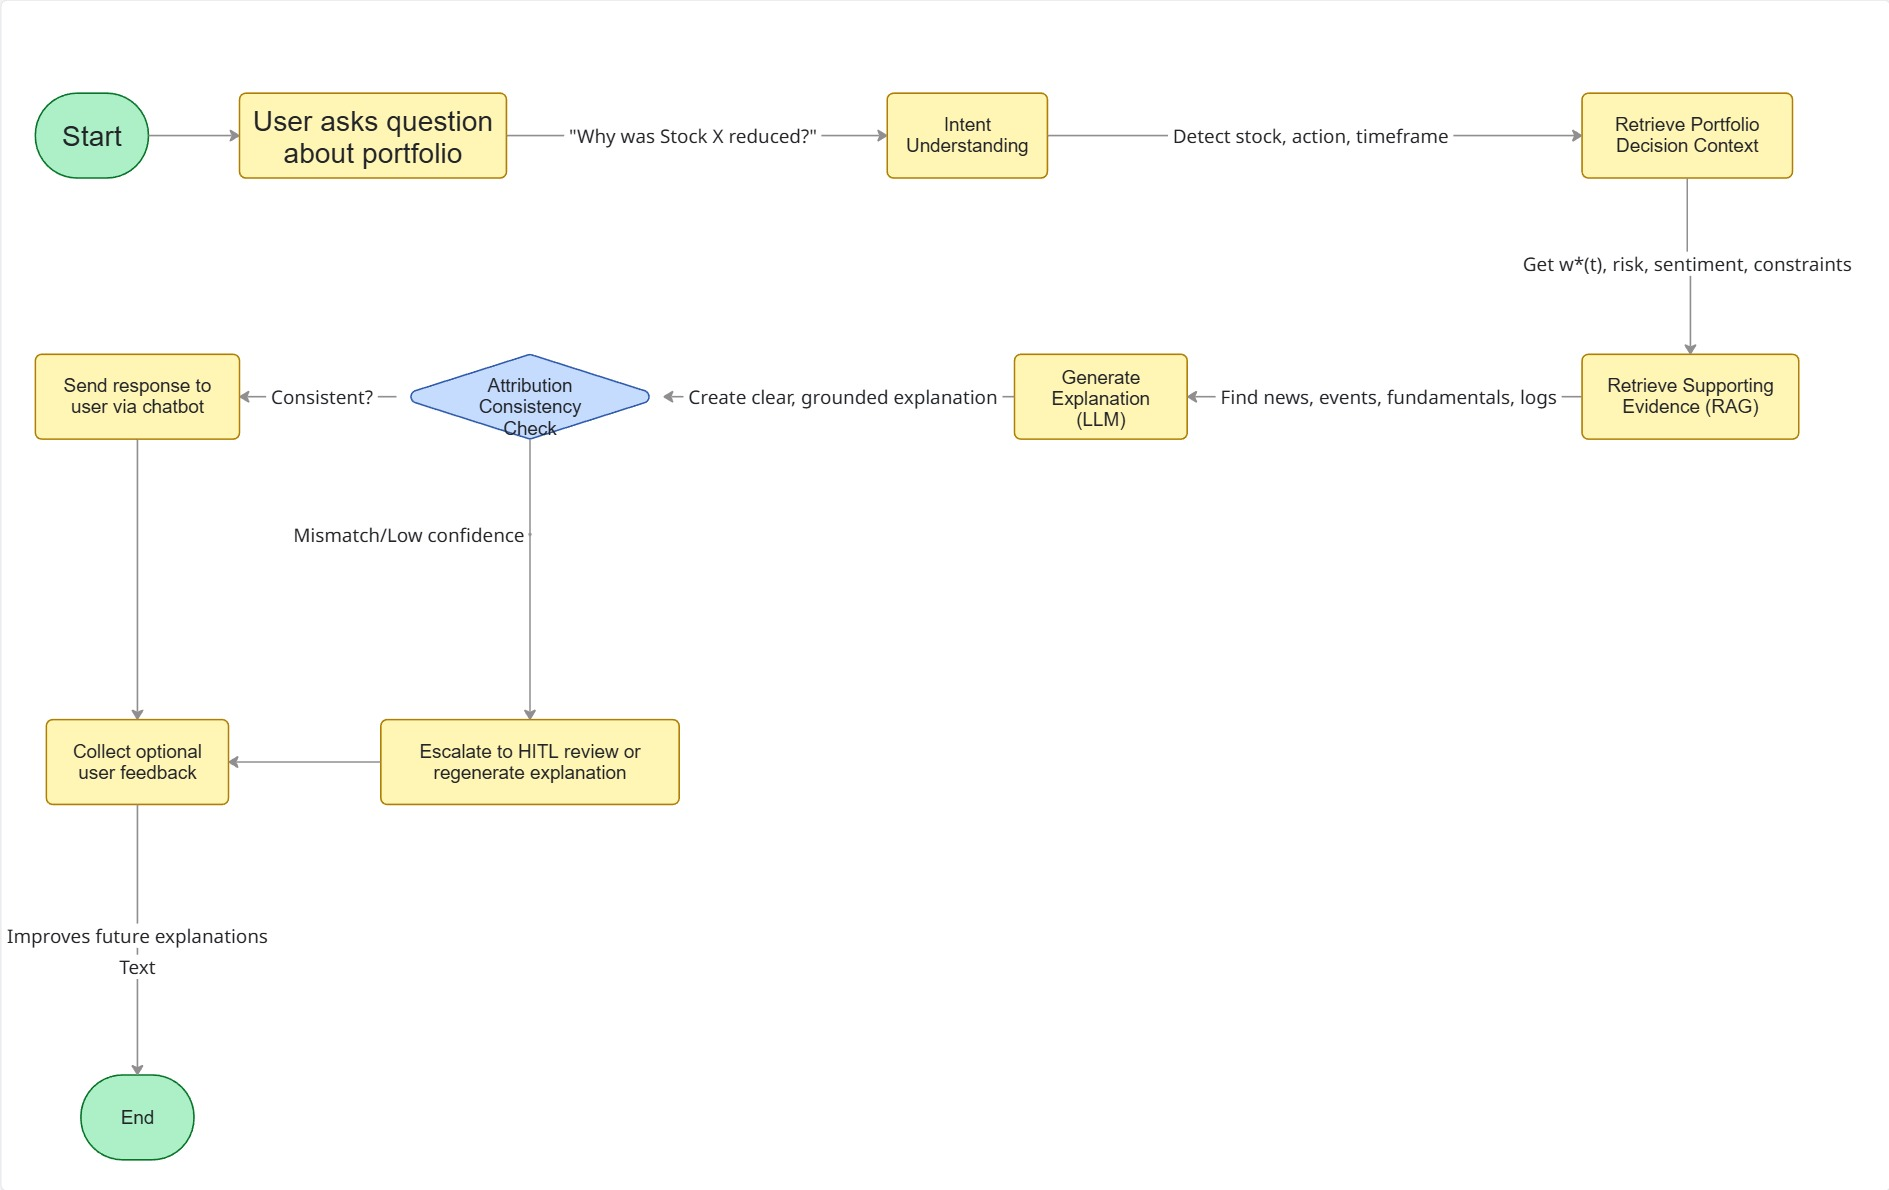 Start
User asks question
about portfolio
"Why was Stock X reduced?"
Intent
Understanding
Detect stock, action, timeframe
Retrieve Portfolio
Decision Context
Get w*(t), risk, sentiment, constraints
Retrieve Supporting
Evidence (RAG)
Find news, events, fundamentals, logs
Generate
Explanation
(LLM)
Create clear, grounded explanation
Attribution
Consistency
Check
Consistent?
Send response to
user via chatbot
Mismatch/Low confidence
Escalate to HITL review or
regenerate explanation
Collect optional
user feedback
Improves future explanations
Text
End